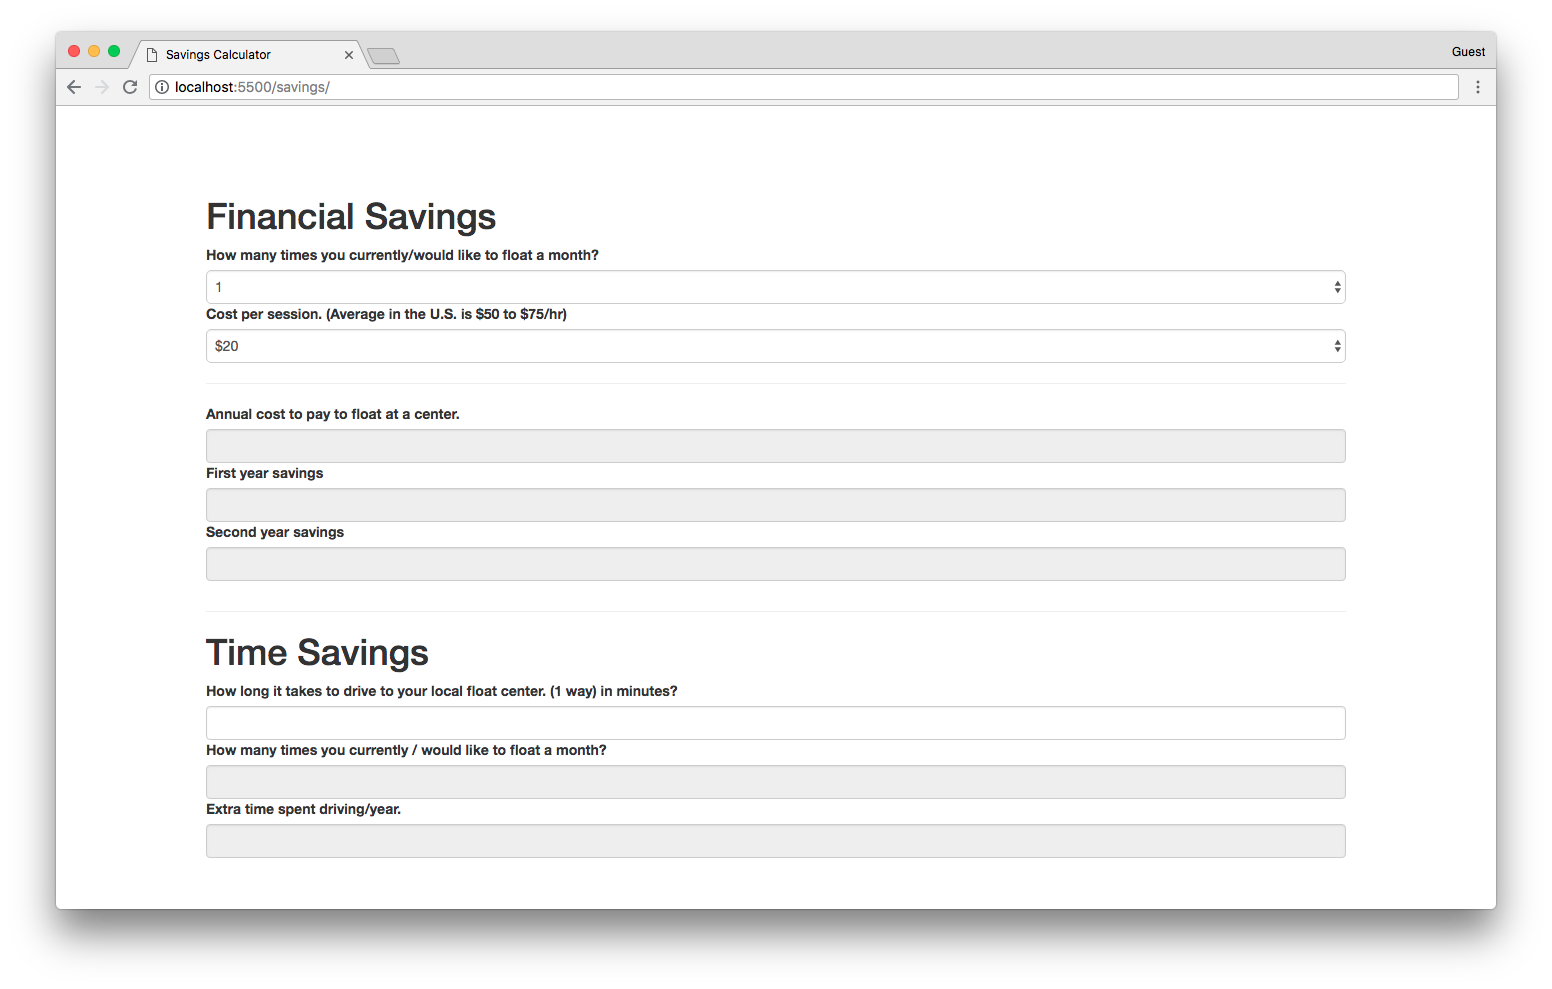 Savings Calculator
Guest
localhost:5500/savings/
Financial Savings
How many times you currently/would like to float a month?
1
Cost per session. (Average in the U.S. is $50 to $75/hr)
$20
Annual cost to pay to float at a center.
First year savings
Second year savings
Time Savings
How long it takes to drive to your local float center. (1 way) in minutes?
How many times you currently / would like to float a month?
Extra time spent driving/year.